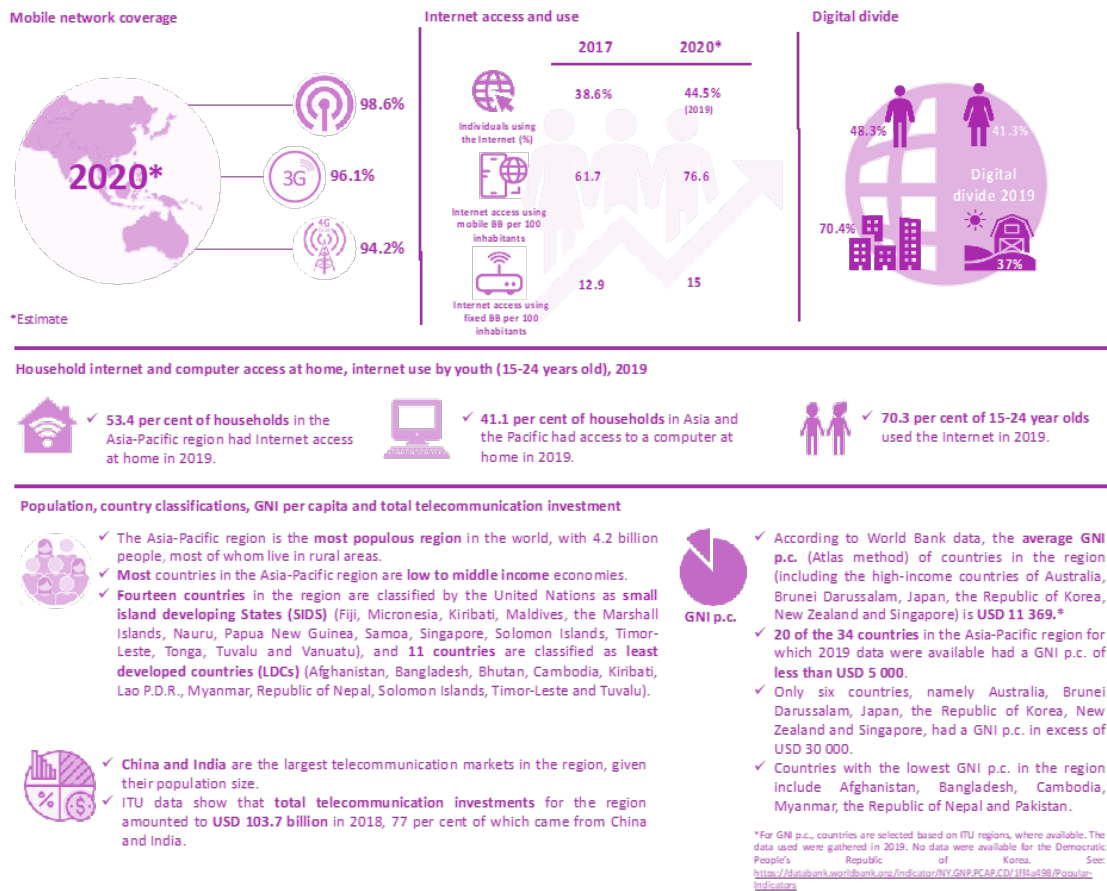 Mobile network coverage
2020*
98.6%
3G
96.1%
4G
94.2%
*Estimate
Internet access and use
2017
2020*
Individuals using
the Internet (%)
38.6%
44.5%
(2019)
Internet access using
mobile BB per 100
inhabitants
61.7
76.6
Internet access using
fixed BB per 100
inhabitants
12.9
15
Digital divide
48.3%
41.3%
Digital
divide 2019
70.4%
37%
Household internet and computer access at home, internet use by youth (15-24 years old), 2019
✓ 53.4 per cent of households in the
Asia-Pacific region had Internet access
at home in 2019.
✓ 41.1 per cent of households in Asia and
the Pacific had access to a computer at
home in 2019.
✓ 70.3 per cent of 15-24 year olds
used the Internet in 2019.
Population, country classifications, GNI per capita and total telecommunication investment
✓ The Asia-Pacific region is the most populous region in the world, with 4.2 billion
people, most of whom live in rural areas.
✓ Most countries in the Asia-Pacific region are low to middle income economies.
✓ Fourteen countries in the region are classified by the United Nations as small
island developing States (SIDS) (Fiji, Micronesia, Kiribati, Maldives, the Marshall
Islands, Nauru, Papua New Guinea, Samoa, Singapore, Solomon Islands, Timor-
Leste, Tonga, Tuvalu and Vanuatu), and 11 countries are classified as least
developed countries (LDCs) (Afghanistan, Bangladesh, Bhutan, Cambodia, Kiribati,
Lao P.D.R., Myanmar, Republic of Nepal, Solomon Islands, Timor-Leste and Tuvalu).
%
$
✓ China and India are the largest telecommunication markets in the region, given
their population size.
✓ ITU data show that total telecommunication investments for the region
amounted to USD 103.7 billion in 2018, 77 per cent of which came from China
and India.
GNI p.c.
✓ According to World Bank data, the average GNI
p.c. (Atlas method) of countries in the region
(including the high-income countries of Australia,
Brunei Darussalam, Japan, the Republic of Korea,
New Zealand and Singapore) is USD 11 369.*
✓ 20 of the 34 countries in the Asia-Pacific region for
which 2019 data were available had a GNI p.c. of
less than USD 5 000.
✓ Only six countries, namely Australia, Brunei
Darussalam, Japan, the Republic of Korea, New
Zealand and Singapore, had a GNI p.c. in excess of
USD 30 000.
✓ Countries with the lowest GNI p.c. in the region
include Afghanistan, Bangladesh, Cambodia,
Myanmar, the Republic of Nepal and Pakistan.
*For GNI p.c., countries are selected based on ITU regions, where available. The
data used were gathered in 2019. No data were available for the Democratic
People's Republic of Korea. See:
https://databank.worldbank.org/indicator/NY.GNP.PCAP.CD/1ff4a498/Popular-
Indicators